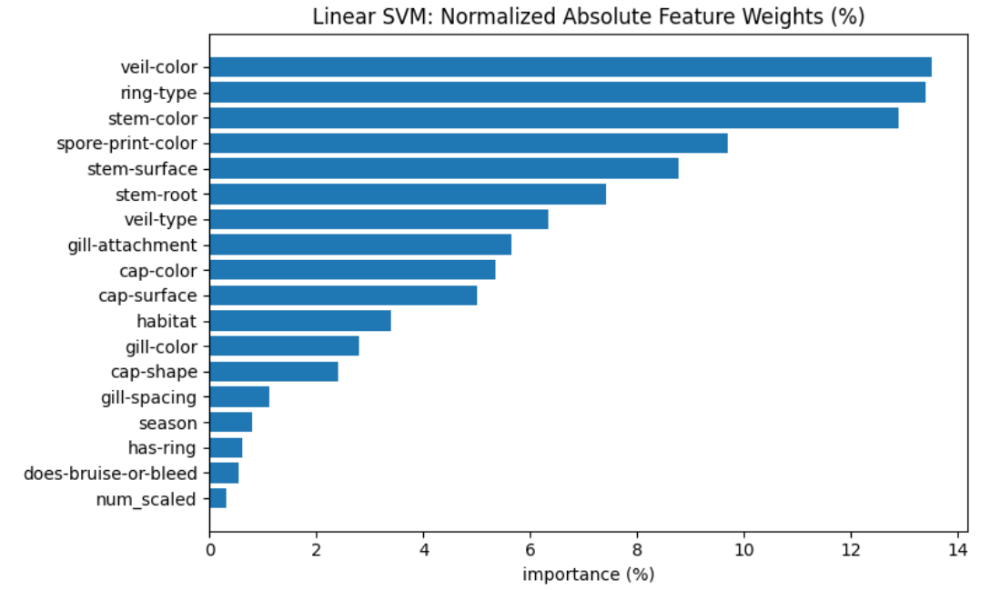 Linear SVM: Normalized Absolute Feature Weights (%)
veil-color
ring-type
stem-color
spore-print-color
stem-surface
stem-root
veil-type
gill-attachment
cap-color
cap-surface
habitat
gill-color
cap-shape
gill-spacing
season
has-ring
does-bruise-or-bleed
num_scaled
0 2 4 6 8 10 12 14
importance (%)